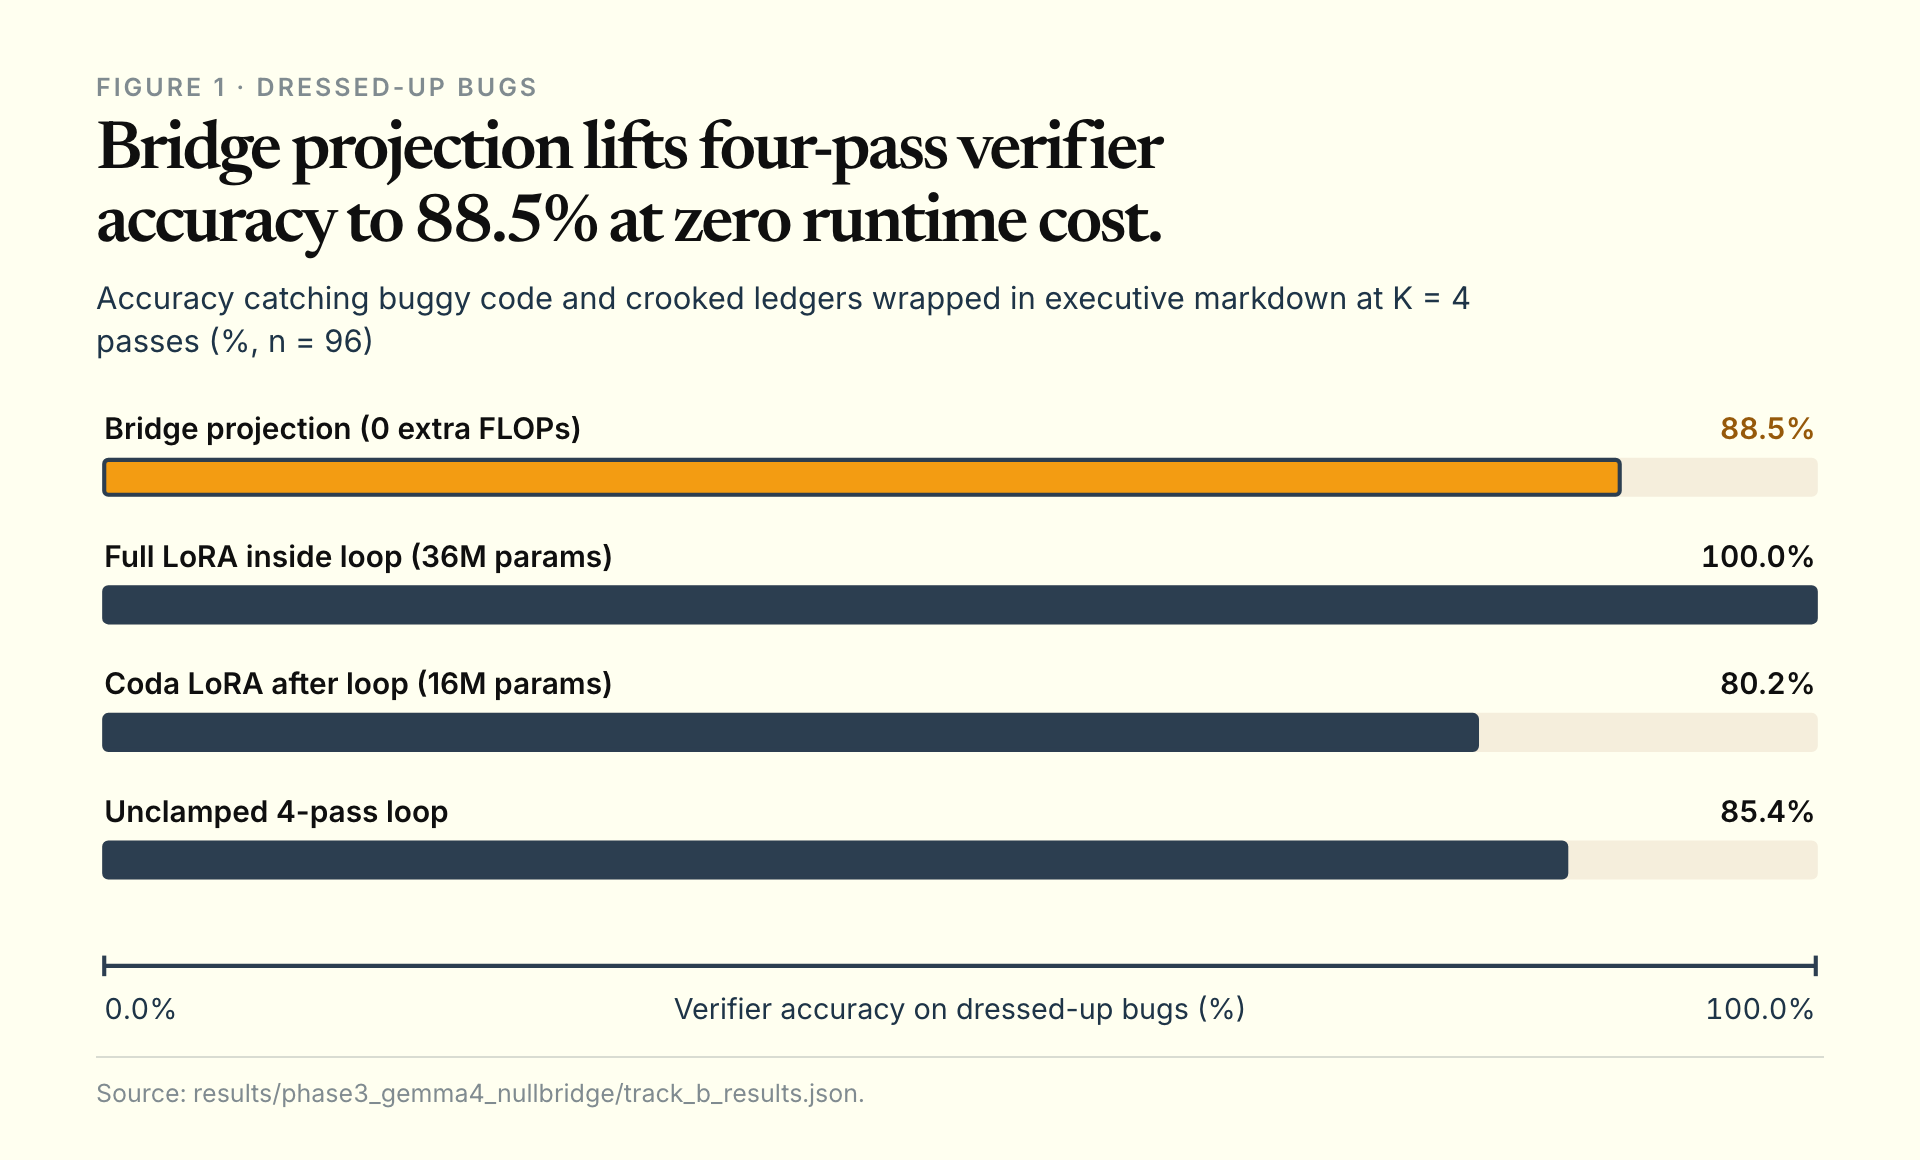 FIGURE 1 · DRESSED-UP BUGS
Bridge projection lifts four-pass verifier
accuracy to 88.5% at zero runtime cost.
Accuracy catching buggy code and crooked ledgers wrapped in executive markdown at K = 4
passes (%, n = 96)
Bridge projection (0 extra FLOPs) 88.5%
Full LoRA inside loop (36M params) 100.0%
Coda LoRA after loop (16M params) 80.2%
Unclamped 4-pass loop 85.4%
0.0% Verifier accuracy on dressed-up bugs (%) 100.0%
Source: results/phase3_gemma4_nullbridge/track_b_results.json.